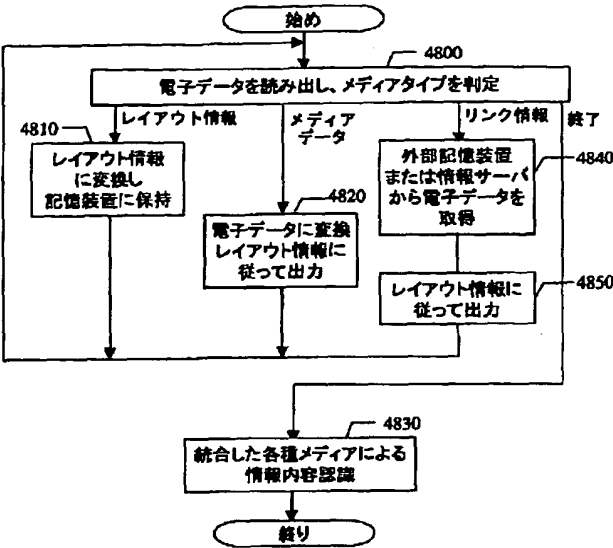 始め
4800
電子データを読み出し、メディアタイプを判定
レイアウト情報
メディア
データ
リンク情報
終了
4810
レイアウト情報
に変換し
記憶装置に保持
4820
電子データに変換
レイアウト情報に
従って出力
外部記憶装置
または情報サーバ
から電子データを
取得
4840
レイアウト情報に
従って出力
4850
4830
統合した各種メディアによる
情報内容認識
終り